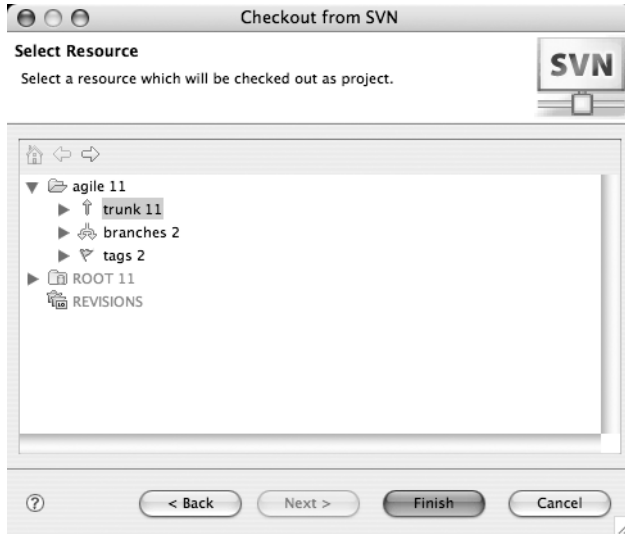 Checkout from SVN
Select Resource
Select a resource which will be checked out as project.
SVN
agile 11
trunk 11
branches 2
tags 2
ROOT 11
REVISIONS
? < Back Next > Finish Cancel